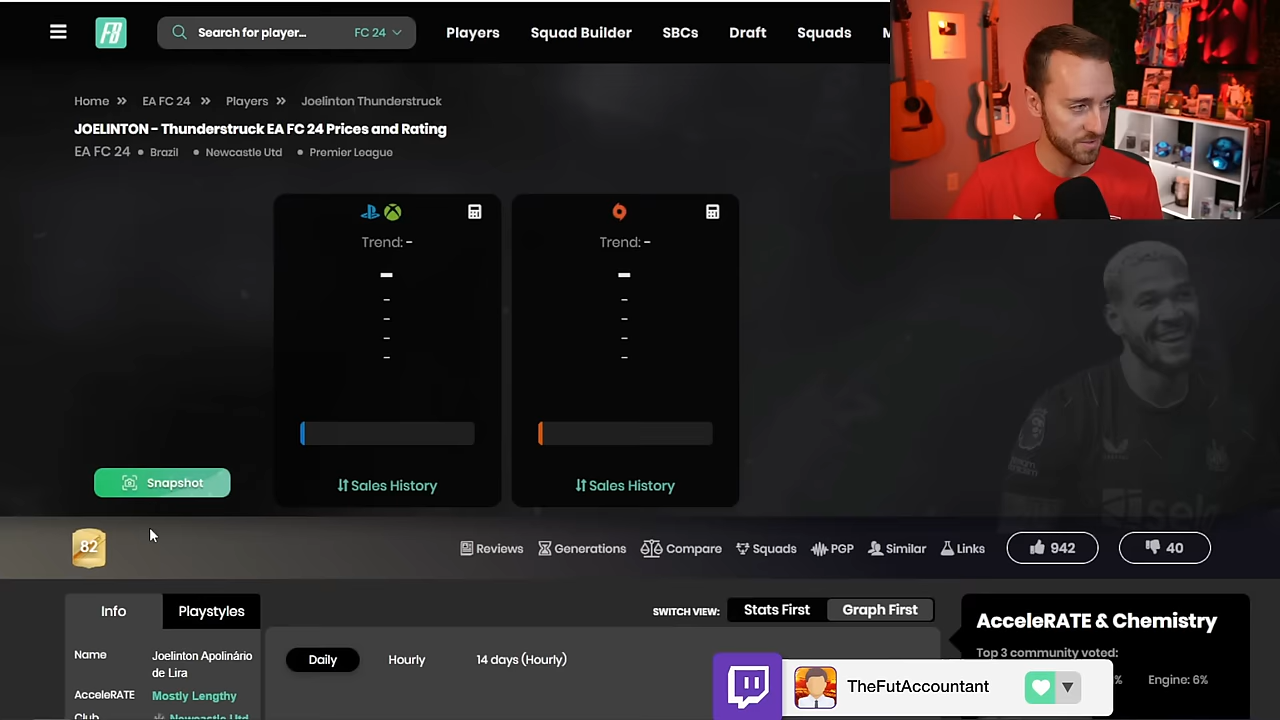 FB
Search for player...
FC 24
Players
Squad Builder
SBCs
Draft
Squads
M
Home » EA FC 24 » Players » Joelinton Thunderstruck
JOELINTON - Thunderstruck EA FC 24 Prices and Rating
EA FC 24 • Brazil • Newcastle Utd • Premier League
Trend: -
-
-
-
-
-
Sales History
Trend: -
-
-
-
-
-
Sales History
Snapshot
82
Reviews
Generations
Compare
Squads
PGP
Similar
Links
942
40
Info
Playstyles
SWITCH VIEW:
Stats First
Graph First
Name
Joelinton Apolinário
de Lira
AcceleRATE
Mostly Lengthy
Club
Newcastle Utd
Daily
Hourly
14 days (Hourly)
AcceleRATE & Chemistry
Top 3 community voted:
%
Engine: 6%
TheFutAccountant